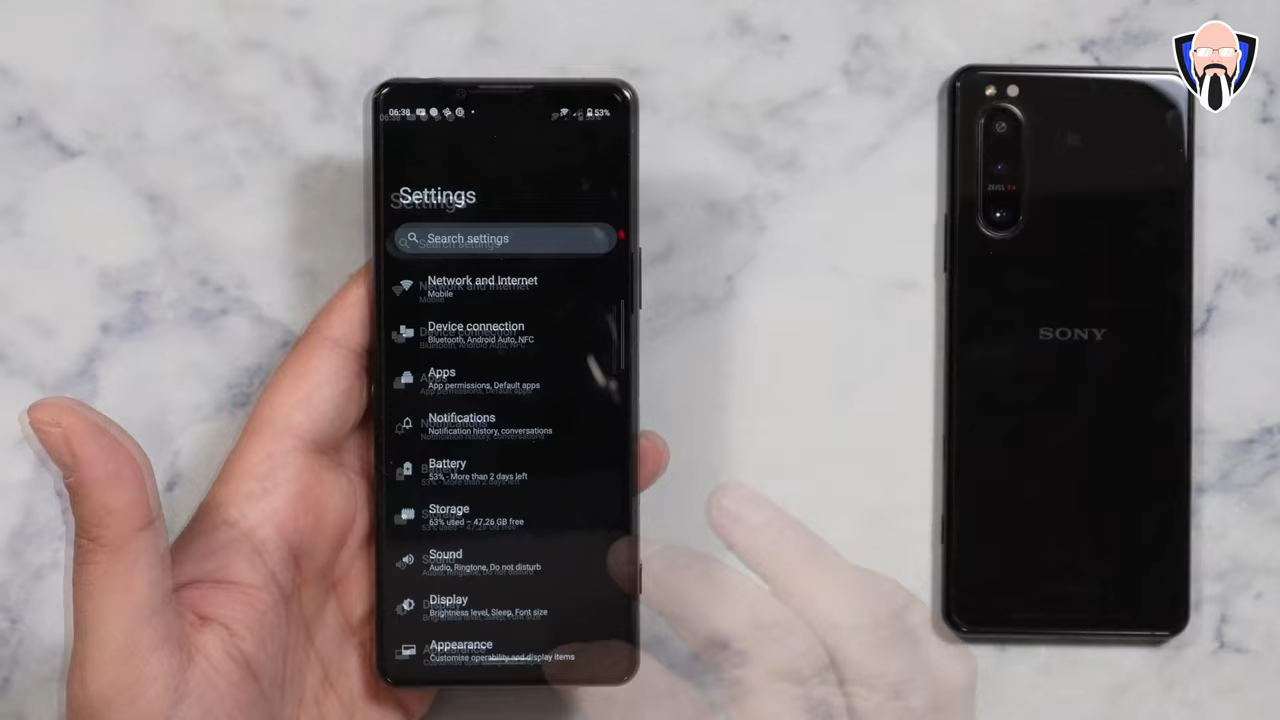 06:38 53%
Settings
Search settings
Network and Internet
Mobile
Device connection
Bluetooth, Android Auto, NFC
Apps
App permissions, Default apps
Notifications
Notification history, conversations
Battery
53% - More than 2 days left
Storage
63% used – 47.26 GB free
Sound
Audio, Ringtone, Do not disturb
Display
Brightness level, Sleep, Font size
Appearance
Customise operability and display items
ZEISS T*
SONY